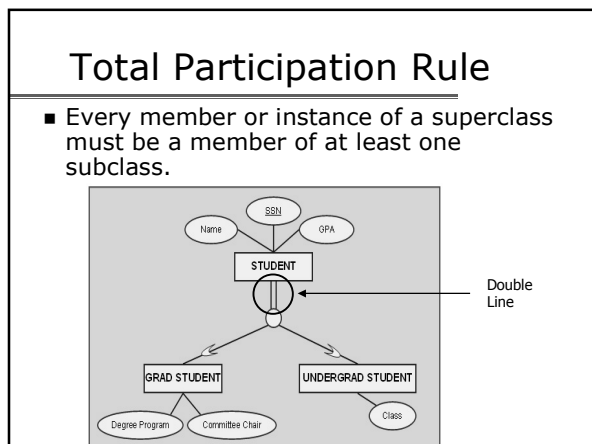 Total Participation Rule
■ Every member or instance of a superclass
must be a member of at least one
subclass.
SSN
Name
GPA
STUDENT
Double
Line
GRAD STUDENT
UNDERGRAD STUDENT
Degree Program
Committee Chair
Class